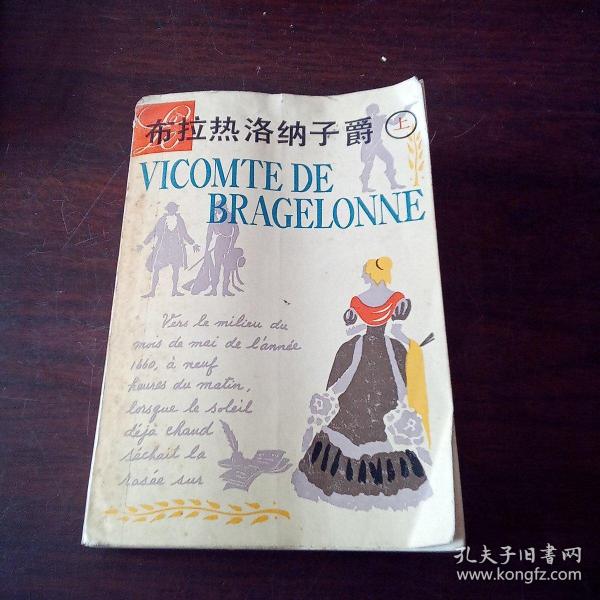 布拉热洛纳子爵 上
VICOMTE DE
BRAGELONNE
Vers le milieu du
mois de mai de l'année
1660, à neuf
heures du matin,
lorsque le soleil
déjà chaud
séchait la
rosée sur
孔夫子旧書网
www.kongfz.com